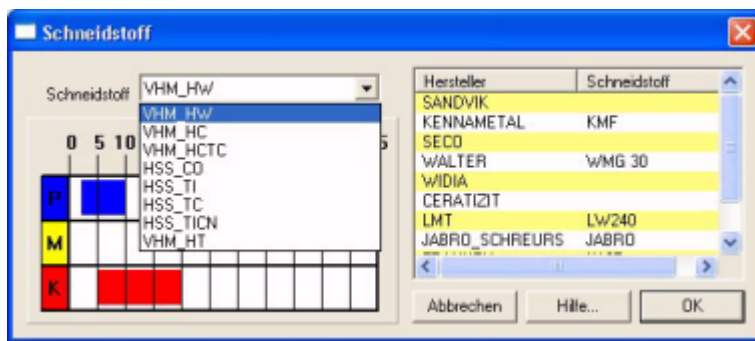 Schneidstoff
Schneidstoff VHM_HW
VHM_HW
VHM_HC
VHM_HCTC
HSS_CO
HSS_TI
HSS_TC
HSS_TICN
VHM_HT
0 5 10 5
P
M
K
Hersteller Schneidstoff
SANDVIK
KENNAMETAL KMF
SECO
WALTER WMG 30
WIDIA
CERATIZIT
LMT LW240
JABRO_SCHREURS JABRO
Abbrechen Hilfe... OK